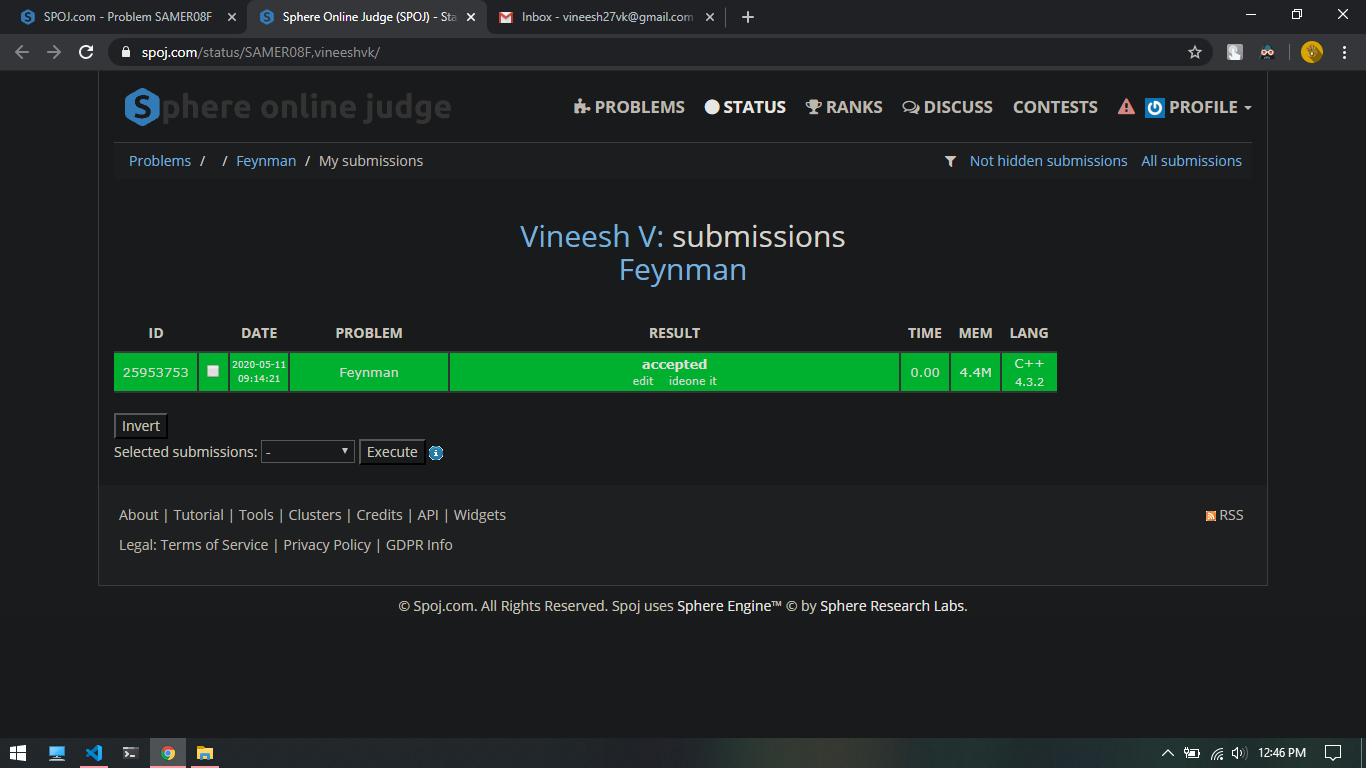 SPOJ.com - Problem SAMER08F
Sphere Online Judge (SPOJ) - Sta
Inbox - vineesh27vk@gmail.com
spoj.com/status/SAMER08F,vineeshvk/
Sphere online judge
PROBLEMS STATUS RANKS DISCUSS CONTESTS PROFILE
Problems / / Feynman / My submissions
Not hidden submissions All submissions
Vineesh V: submissions
Feynman
ID DATE PROBLEM RESULT TIME MEM LANG
25953753 2020-05-11 09:14:21 Feynman accepted edit ideone it 0.00 4.4M C++ 4.3.2
Invert
Selected submissions: - Execute
About | Tutorial | Tools | Clusters | Credits | API | Widgets
RSS
Legal: Terms of Service | Privacy Policy | GDPR Info
© Spoj.com. All Rights Reserved. Spoj uses Sphere Engine™ © by Sphere Research Labs.
12:46 PM